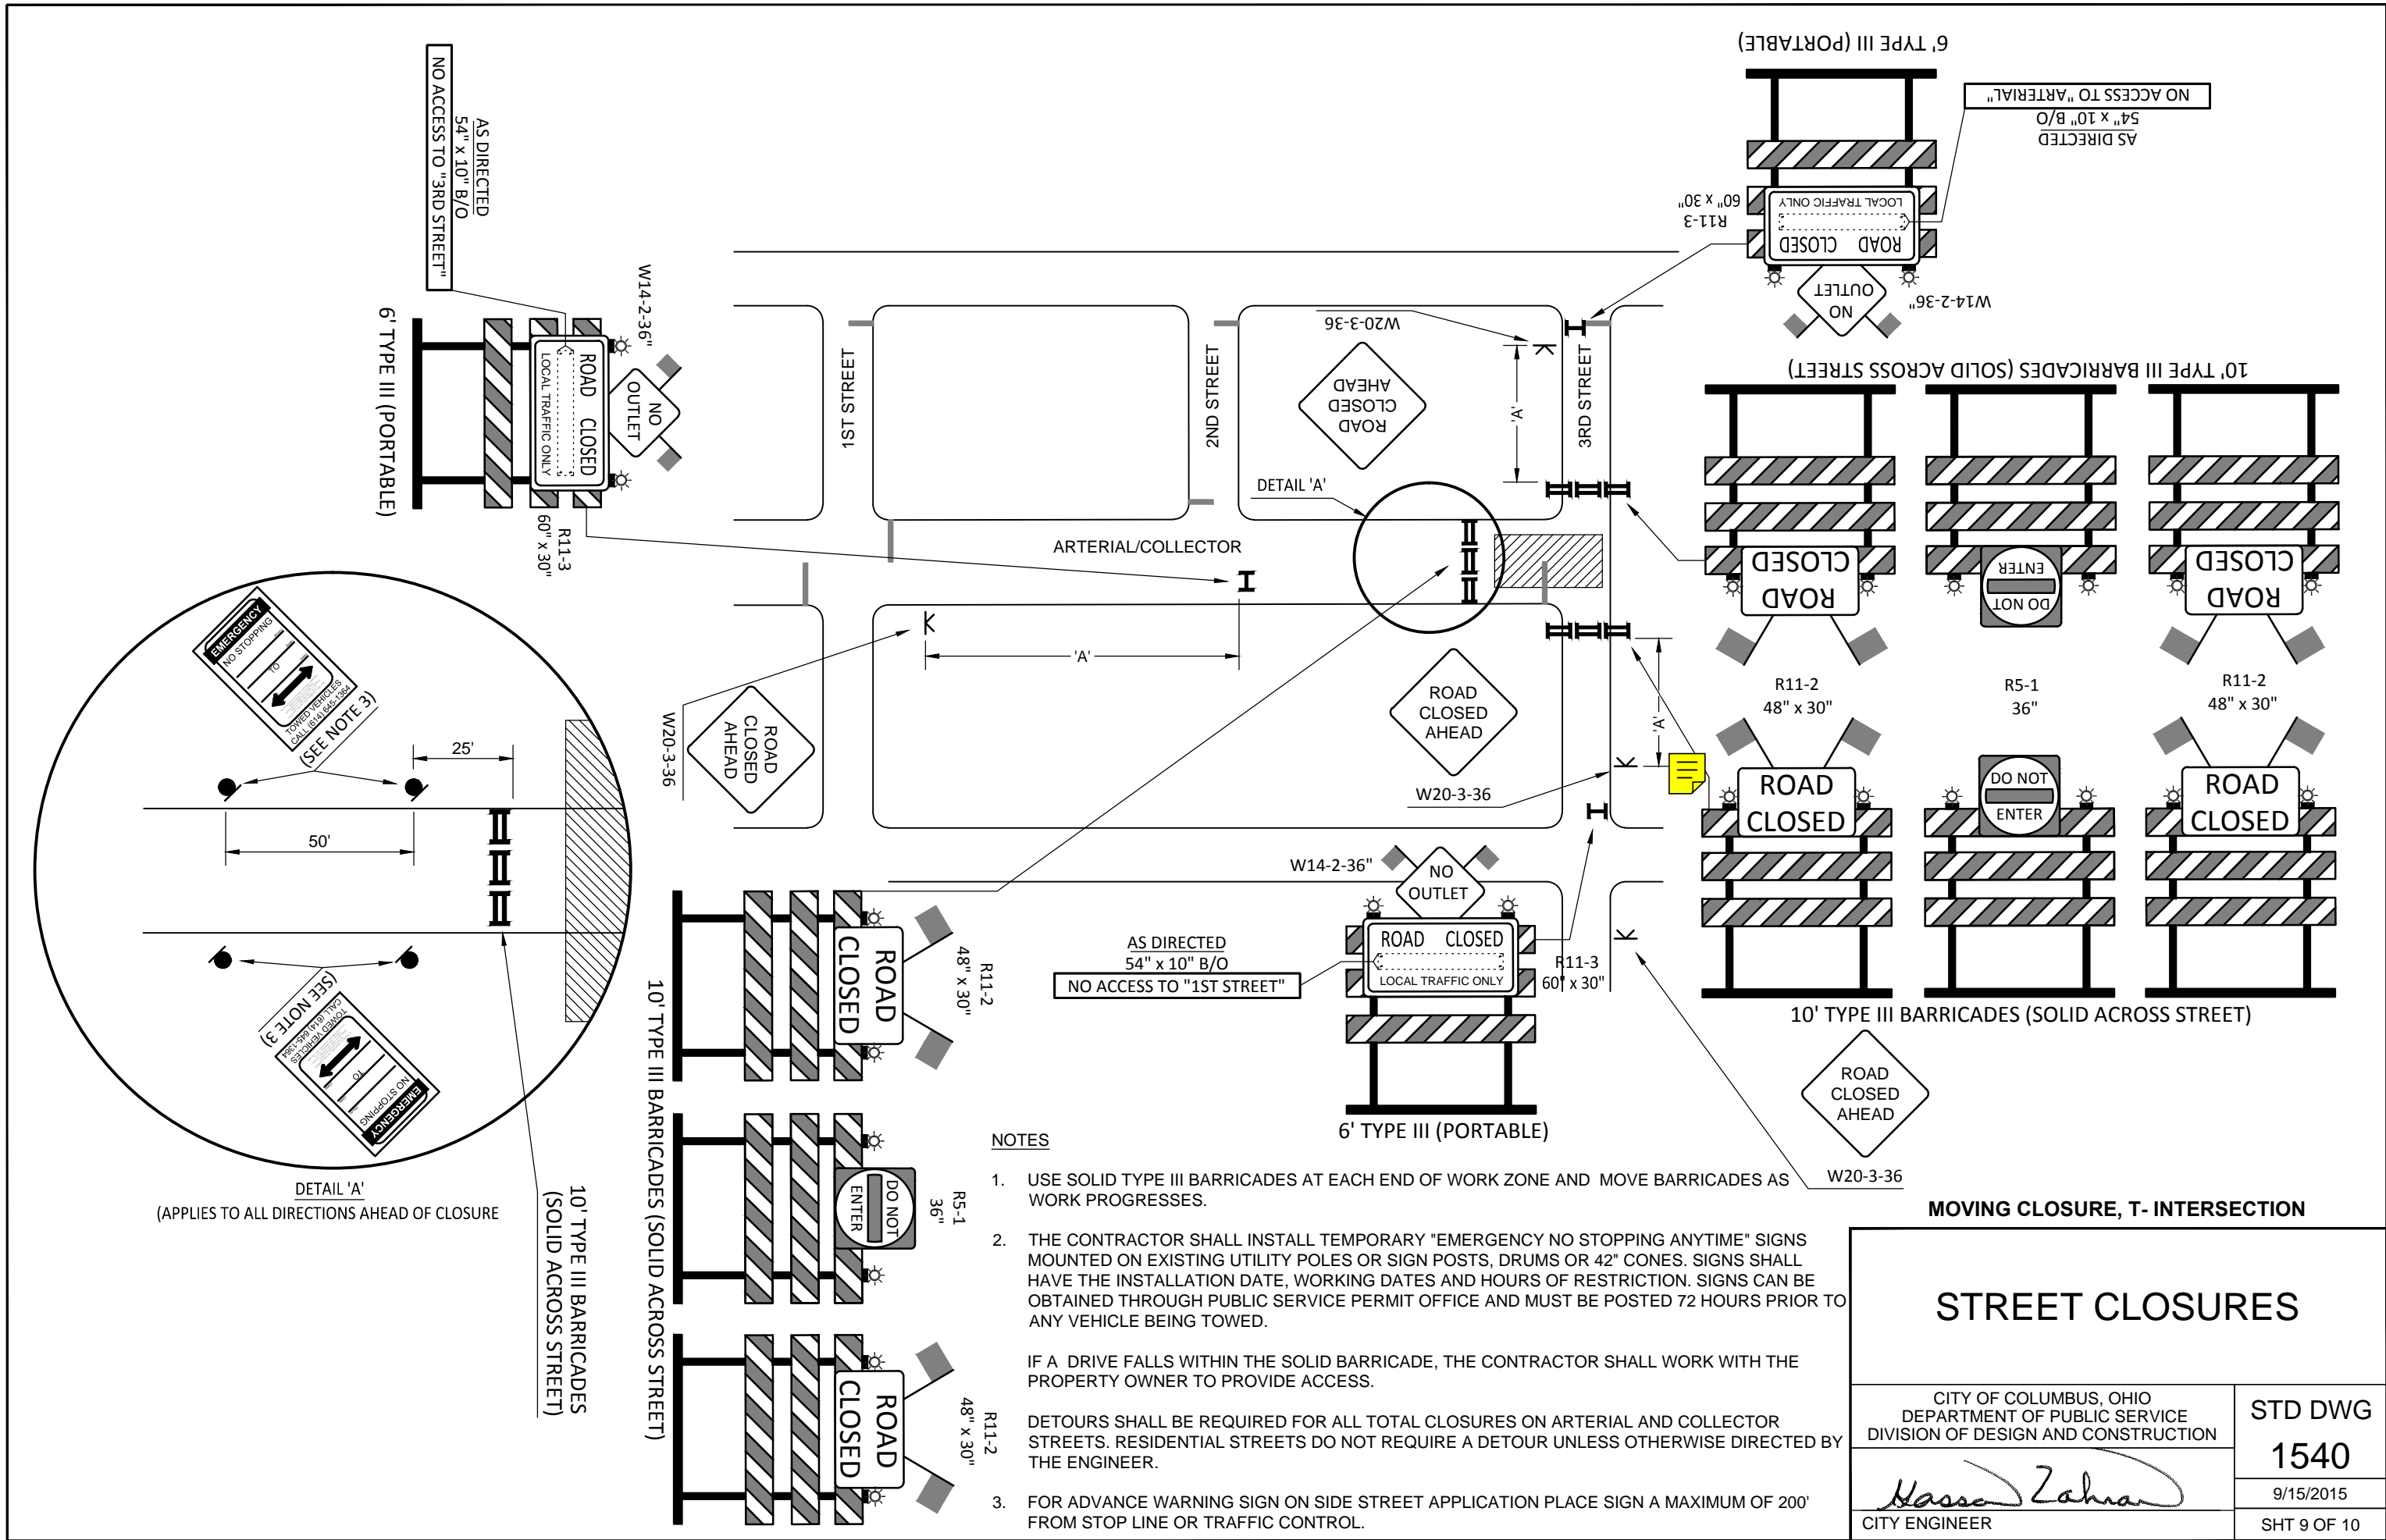 6' TYPE III (PORTABLE)
NO ACCESS TO "ARTERIAL"
54" x 10" B/O
AS DIRECTED
LOCAL TRAFFIC ONLY
ROAD CLOSED
R11-3
60" x 30"
NO
OUTLET
W14-2-36"
AS DIRECTED
54" x 10" B/O
NO ACCESS TO "3RD STREET"
W14-2-36"
NO
OUTLET
ROAD CLOSED
LOCAL TRAFFIC ONLY
6' TYPE III (PORTABLE)
R11-3
60" x 30"
1ST STREET
2ND STREET
3RD STREET
W20-3-36
ROAD
CLOSED
AHEAD
'A'
DETAIL 'A'
ARTERIAL/COLLECTOR
'A'
W20-3-36
ROAD
CLOSED
AHEAD
ROAD
CLOSED
AHEAD
W20-3-36
'A'
10' TYPE III BARRICADES (SOLID ACROSS STREET)
ROAD
CLOSED
DO NOT
ENTER
ROAD
CLOSED
R11-2
48" x 30"
R5-1
36"
R11-2
48" x 30"
ROAD
CLOSED
DO NOT
ENTER
ROAD
CLOSED
10' TYPE III BARRICADES (SOLID ACROSS STREET)
ROAD
CLOSED
AHEAD
W20-3-36
W14-2-36"
NO
OUTLET
ROAD CLOSED
LOCAL TRAFFIC ONLY
AS DIRECTED
54" x 10" B/O
NO ACCESS TO "1ST STREET"
R11-3
60" x 30"
6' TYPE III (PORTABLE)
EMERGENCY
NO STOPPING
TO
TOWED VEHICLES
CALL (614) 645-1364
(SEE NOTE 3)
25'
50'
(SEE NOTE 3)
EMERGENCY
NO STOPPING
TO
TOWED VEHICLES
CALL (614) 645-1364
DETAIL 'A'
(APPLIES TO ALL DIRECTIONS AHEAD OF CLOSURE
10' TYPE III BARRICADES
(SOLID ACROSS STREET)
10' TYPE III BARRICADES (SOLID ACROSS STREET)
ROAD
CLOSED
R11-2
48" x 30"
DO NOT
ENTER
R5-1
36"
ROAD
CLOSED
R11-2
48" x 30"
NOTES
1. USE SOLID TYPE III BARRICADES AT EACH END OF WORK ZONE AND MOVE BARRICADES AS
WORK PROGRESSES.
2. THE CONTRACTOR SHALL INSTALL TEMPORARY "EMERGENCY NO STOPPING ANYTIME" SIGNS
MOUNTED ON EXISTING UTILITY POLES OR SIGN POSTS, DRUMS OR 42" CONES. SIGNS SHALL
HAVE THE INSTALLATION DATE, WORKING DATES AND HOURS OF RESTRICTION. SIGNS CAN BE
OBTAINED THROUGH PUBLIC SERVICE PERMIT OFFICE AND MUST BE POSTED 72 HOURS PRIOR TO
ANY VEHICLE BEING TOWED.
IF A DRIVE FALLS WITHIN THE SOLID BARRICADE, THE CONTRACTOR SHALL WORK WITH THE
PROPERTY OWNER TO PROVIDE ACCESS.
DETOURS SHALL BE REQUIRED FOR ALL TOTAL CLOSURES ON ARTERIAL AND COLLECTOR
STREETS. RESIDENTIAL STREETS DO NOT REQUIRE A DETOUR UNLESS OTHERWISE DIRECTED BY
THE ENGINEER.
3. FOR ADVANCE WARNING SIGN ON SIDE STREET APPLICATION PLACE SIGN A MAXIMUM OF 200'
FROM STOP LINE OR TRAFFIC CONTROL.
MOVING CLOSURE, T- INTERSECTION
STREET CLOSURES
CITY OF COLUMBUS, OHIO
DEPARTMENT OF PUBLIC SERVICE
DIVISION OF DESIGN AND CONSTRUCTION
STD DWG
1540
9/15/2015
SHT 9 OF 10
CITY ENGINEER